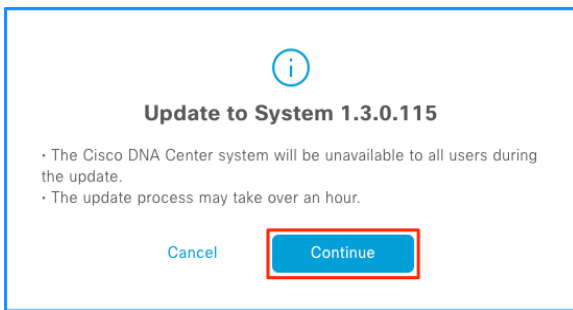 Update to System 1.3.0.115
• The Cisco DNA Center system will be unavailable to all users during
the update.
• The update process may take over an hour.
Cancel Continue